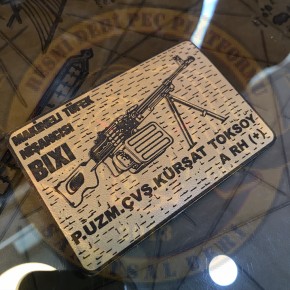 MAKİNELİ TÜFEK
NİŞANCISI
BIXI
P.UZM.ÇVŞ.KÜRŞAT TOKSOY
A RH (+)